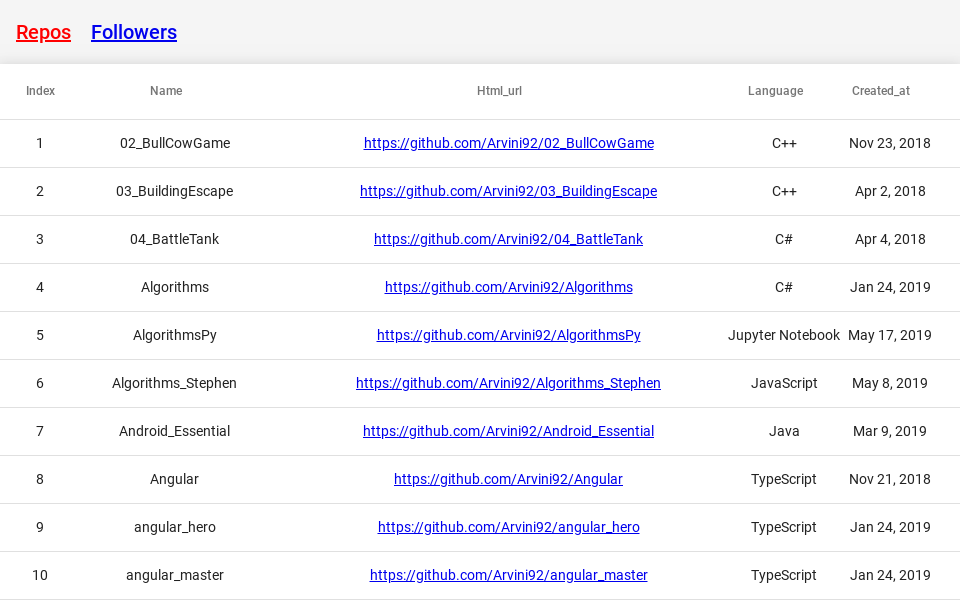 Repos Followers
Index Name Html_url Language Created_at
1 02_BullCowGame https://github.com/Arvini92/02_BullCowGame C++ Nov 23, 2018
2 03_BuildingEscape https://github.com/Arvini92/03_BuildingEscape C++ Apr 2, 2018
3 04_BattleTank https://github.com/Arvini92/04_BattleTank C# Apr 4, 2018
4 Algorithms https://github.com/Arvini92/Algorithms C# Jan 24, 2019
5 AlgorithmsPy https://github.com/Arvini92/AlgorithmsPy Jupyter Notebook May 17, 2019
6 Algorithms_Stephen https://github.com/Arvini92/Algorithms_Stephen JavaScript May 8, 2019
7 Android_Essential https://github.com/Arvini92/Android_Essential Java Mar 9, 2019
8 Angular https://github.com/Arvini92/Angular TypeScript Nov 21, 2018
9 angular_hero https://github.com/Arvini92/angular_hero TypeScript Jan 24, 2019
10 angular_master https://github.com/Arvini92/angular_master TypeScript Jan 24, 2019